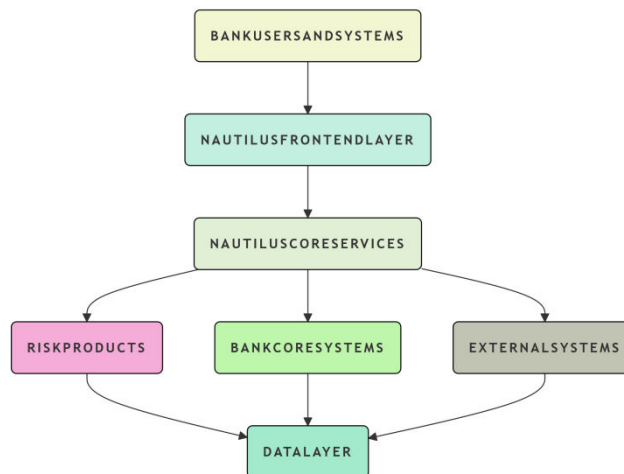 BANKUSERSANDSYSTEMS
NAUTILUSFRONTENDLAYER
NAUTILUSCORESERVICES
RISKPRODUCTS
BANKCORESYSTEMS
EXTERNALSYSTEMS
DATALAYER